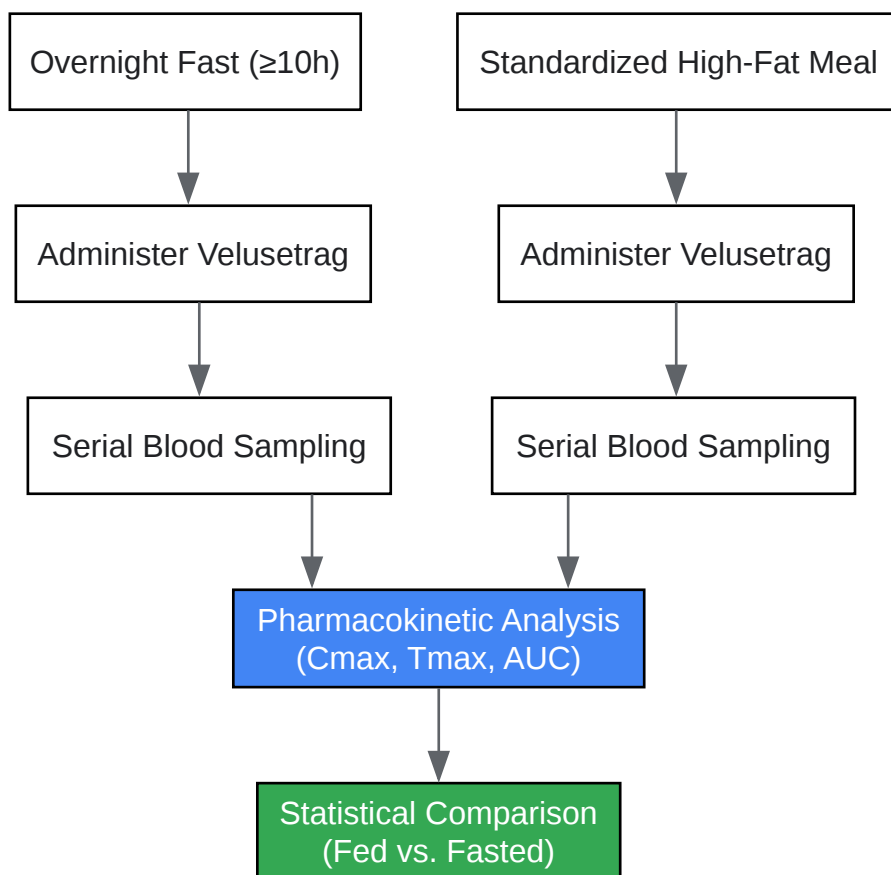 Overnight Fast (≥10h)
Standardized High-Fat Meal
Administer Velusetrag
Administer Velusetrag
Serial Blood Sampling
Serial Blood Sampling
Pharmacokinetic Analysis
(Cmax, Tmax, AUC)
Statistical Comparison
(Fed vs. Fasted)